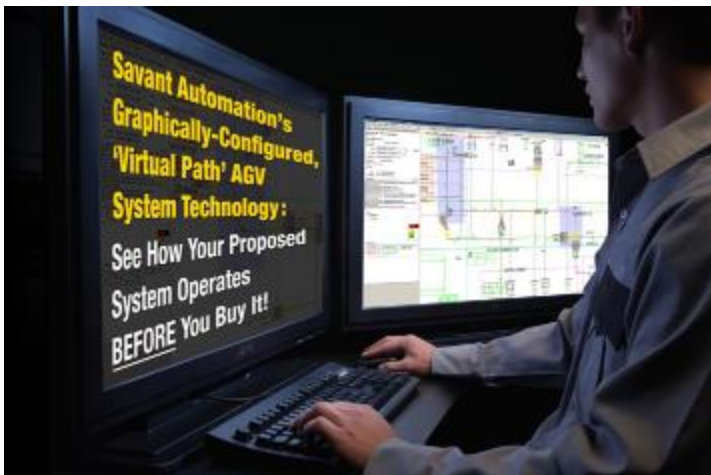 Savant Automation's
Graphically-Configured,
'Virtual Path' AGV
System Technology:
See How Your Proposed
System Operates
BEFORE You Buy It!